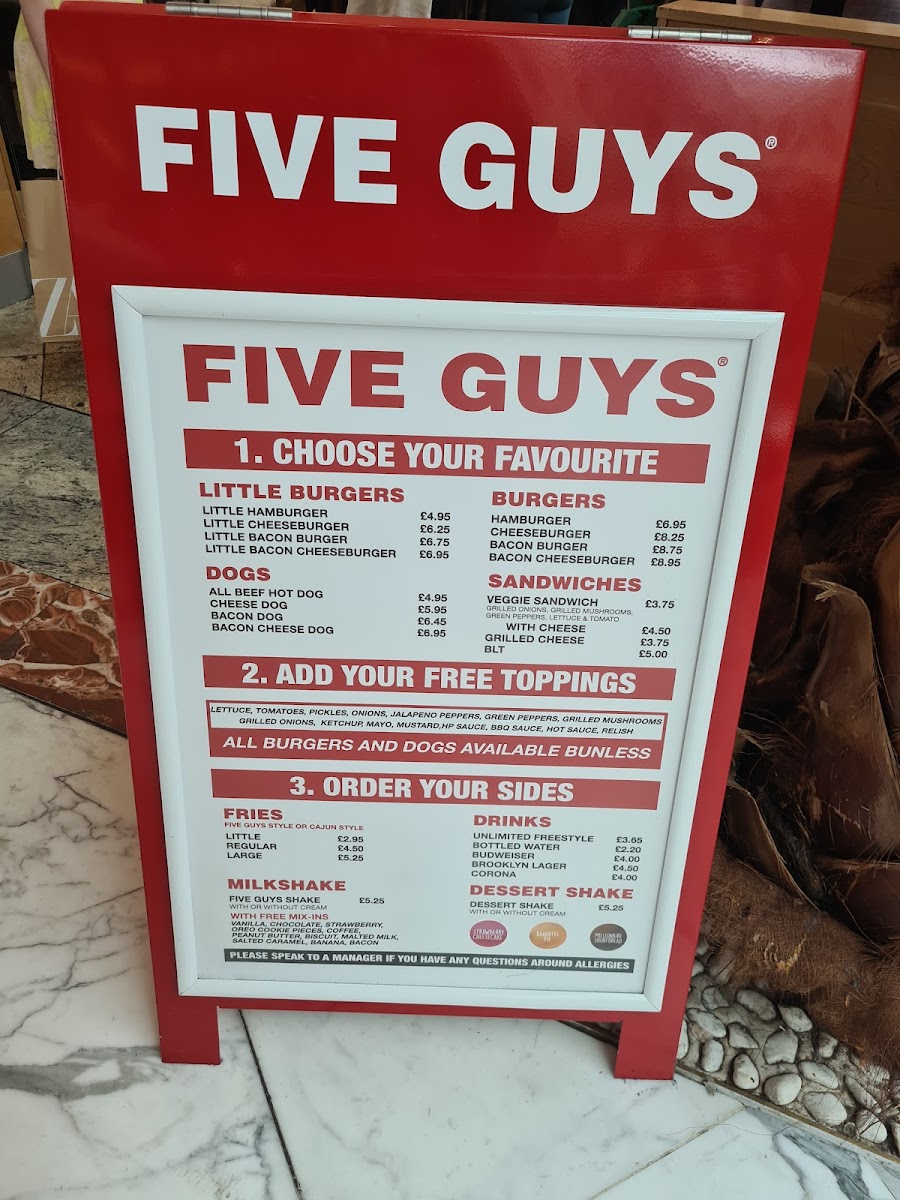 FIVE GUYS®
FIVE GUYS®
1. CHOOSE YOUR FAVOURITE
LITTLE BURGERS
LITTLE HAMBURGER £4.95
LITTLE CHEESEBURGER £6.25
LITTLE BACON BURGER £6.75
LITTLE BACON CHEESEBURGER £6.95
DOGS
ALL BEEF HOT DOG £4.95
CHEESE DOG £5.95
BACON DOG £6.45
BACON CHEESE DOG £6.95
BURGERS
HAMBURGER £6.95
CHEESEBURGER £8.25
BACON BURGER £8.75
BACON CHEESEBURGER £8.95
SANDWICHES
VEGGIE SANDWICH £3.75
GRILLED ONIONS, GRILLED MUSHROOMS,
GREEN PEPPERS, LETTUCE & TOMATO
WITH CHEESE £4.50
GRILLED CHEESE £3.75
BLT £5.00
2. ADD YOUR FREE TOPPINGS
LETTUCE, TOMATOES, PICKLES, ONIONS, JALAPENO PEPPERS, GREEN PEPPERS, GRILLED MUSHROOMS
GRILLED ONIONS, KETCHUP, MAYO, MUSTARD,HP SAUCE, BBQ SAUCE, HOT SAUCE, RELISH
ALL BURGERS AND DOGS AVAILABLE BUNLESS
3. ORDER YOUR SIDES
FRIES
FIVE GUYS STYLE OR CAJUN STYLE
LITTLE £2.95
REGULAR £4.50
LARGE £5.25
MILKSHAKE
FIVE GUYS SHAKE £5.25
WITH OR WITHOUT CREAM
WITH FREE MIX-INS
VANILLA, CHOCOLATE, STRAWBERRY,
OREO COOKIE PIECES, COFFEE,
PEANUT BUTTER, BISCUIT, MALTED MILK,
SALTED CARAMEL, BANANA, BACON
DRINKS
UNLIMITED FREESTYLE £3.65
BOTTLED WATER £2.20
BUDWEISER £4.00
BROOKLYN LAGER £4.50
CORONA £4.00
DESSERT SHAKE
DESSERT SHAKE £5.25
WITH OR WITHOUT CREAM
STRAWBERRY
CHEESECAKE
BANOFFEE
PIE
MILLIONAIRE
SHORTBREAD
PLEASE SPEAK TO A MANAGER IF YOU HAVE ANY QUESTIONS AROUND ALLERGIES